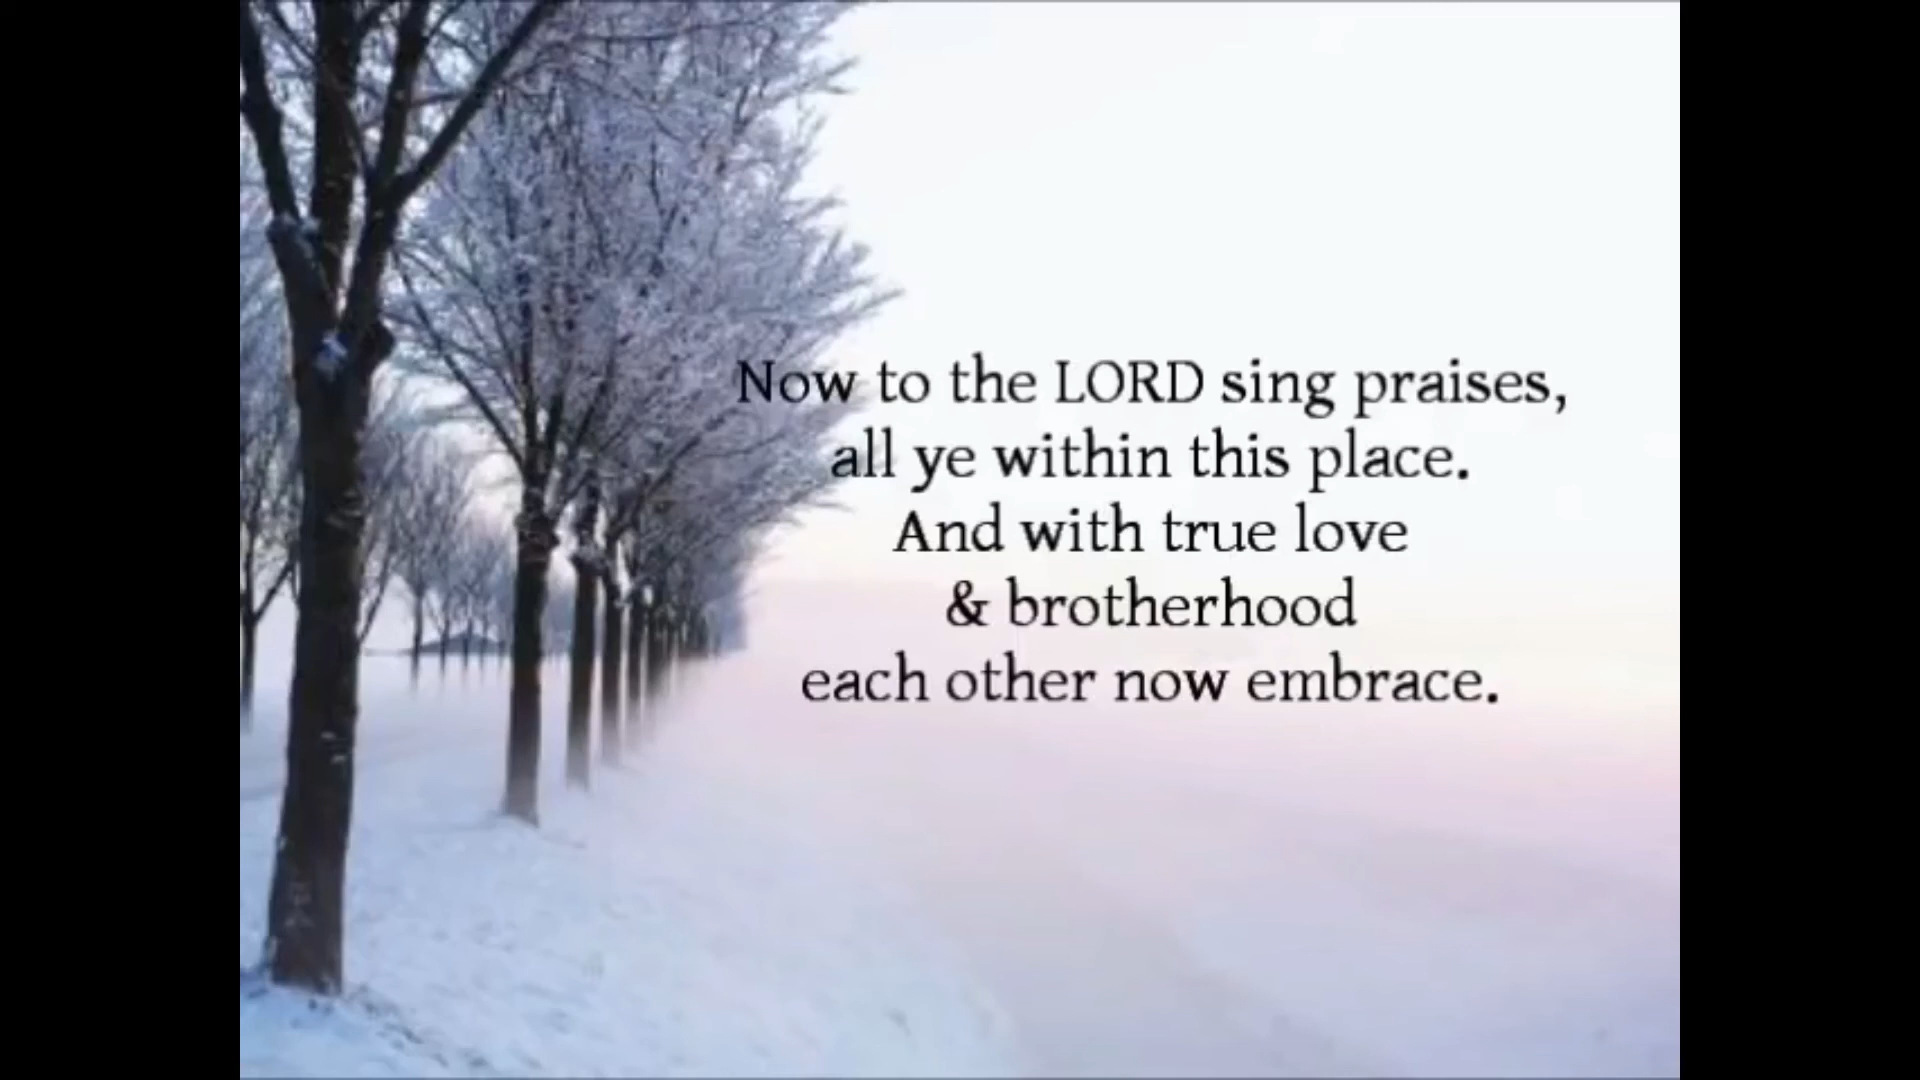 Now to the LORD sing praises,
all ye within this place.
And with true love
& brotherhood
each other now embrace.